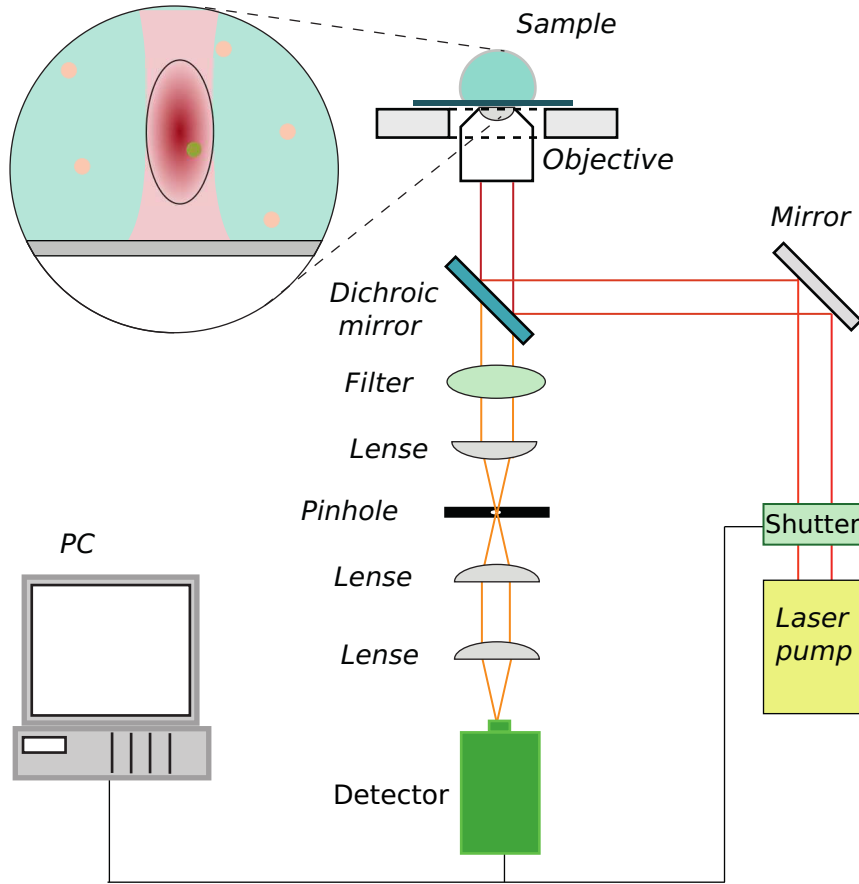 Sample
Objective
Mirror
Dichroic
mirror
Filter
Lense
Pinhole
Shutter
PC
Lense
Laser
pump
Lense
Detector